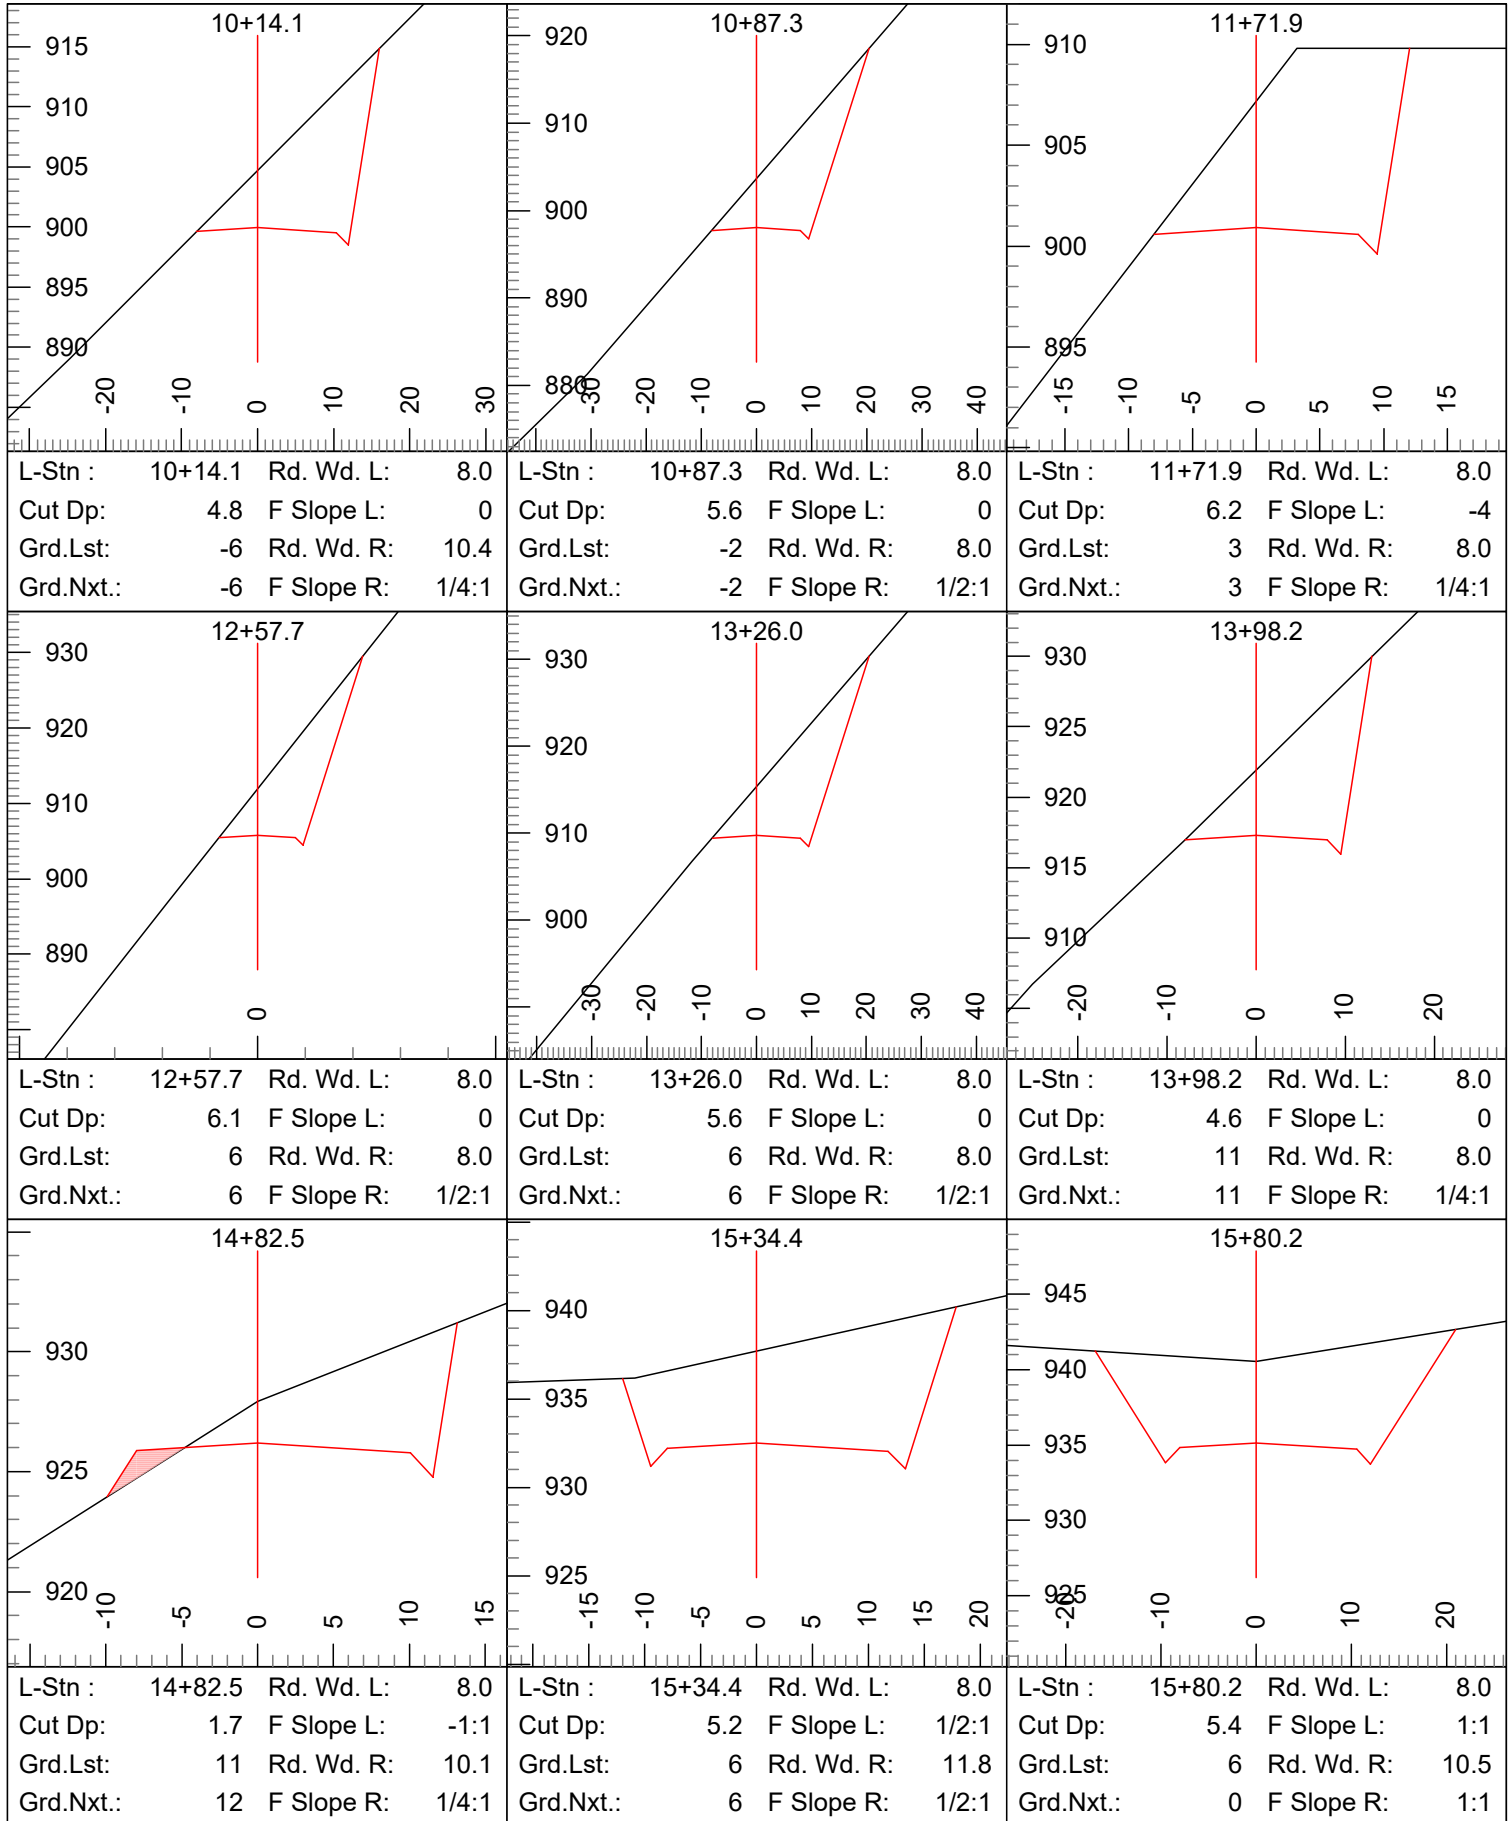 10+14.1
915
910
905
900
895
890
-20 -10 0 10 20 30
L-Stn : 10+14.1 Rd. Wd. L: 8.0
Cut Dp: 4.8 F Slope L: 0
Grd.Lst: -6 Rd. Wd. R: 10.4
Grd.Nxt.: -6 F Slope R: 1/4:1
10+87.3
920
910
900
890
880
-30 -20 -10 0 10 20 30 40
L-Stn : 10+87.3 Rd. Wd. L: 8.0
Cut Dp: 5.6 F Slope L: 0
Grd.Lst: -2 Rd. Wd. R: 8.0
Grd.Nxt.: -2 F Slope R: 1/2:1
11+71.9
910
905
900
895
-15 -10 -5 0 5 10 15
L-Stn : 11+71.9 Rd. Wd. L: 8.0
Cut Dp: 6.2 F Slope L: -4
Grd.Lst: 3 Rd. Wd. R: 8.0
Grd.Nxt.: 3 F Slope R: 1/4:1
12+57.7
930
920
910
900
890
0
L-Stn : 12+57.7 Rd. Wd. L: 8.0
Cut Dp: 6.1 F Slope L: 0
Grd.Lst: 6 Rd. Wd. R: 8.0
Grd.Nxt.: 6 F Slope R: 1/2:1
13+26.0
930
920
910
900
-30 -20 -10 0 10 20 30 40
L-Stn : 13+26.0 Rd. Wd. L: 8.0
Cut Dp: 5.6 F Slope L: 0
Grd.Lst: 6 Rd. Wd. R: 8.0
Grd.Nxt.: 6 F Slope R: 1/2:1
13+98.2
930
925
920
915
910
-20 -10 0 10 20
L-Stn : 13+98.2 Rd. Wd. L: 8.0
Cut Dp: 4.6 F Slope L: 0
Grd.Lst: 11 Rd. Wd. R: 8.0
Grd.Nxt.: 11 F Slope R: 1/4:1
14+82.5
930
925
920
-10 -5 0 5 10 15
L-Stn : 14+82.5 Rd. Wd. L: 8.0
Cut Dp: 1.7 F Slope L: -1:1
Grd.Lst: 11 Rd. Wd. R: 10.1
Grd.Nxt.: 12 F Slope R: 1/4:1
15+34.4
940
935
930
925
-15 -10 -5 0 5 10 15 20
L-Stn : 15+34.4 Rd. Wd. L: 8.0
Cut Dp: 5.2 F Slope L: 1/2:1
Grd.Lst: 6 Rd. Wd. R: 11.8
Grd.Nxt.: 6 F Slope R: 1/2:1
15+80.2
945
940
935
930
925
-20 -10 0 10 20
L-Stn : 15+80.2 Rd. Wd. L: 8.0
Cut Dp: 5.4 F Slope L: 1:1
Grd.Lst: 6 Rd. Wd. R: 10.5
Grd.Nxt.: 0 F Slope R: 1:1